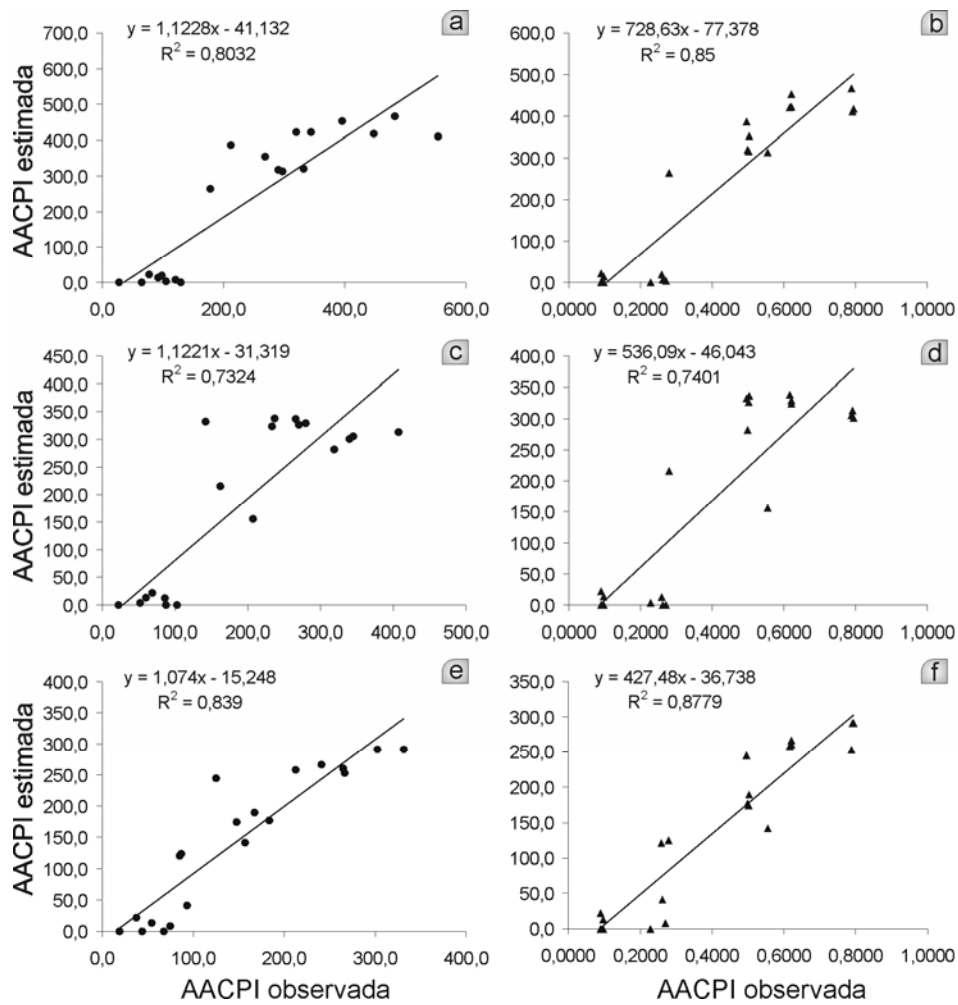 a
y = 1,1228x - 41,132
R² = 0,8032
AACPI estimada
700,0
600,0
500,0
400,0
300,0
200,0
100,0
0,0
0,0 200,0 400,0 600,0
b
y = 728,63x - 77,378
R² = 0,85
600,0
500,0
400,0
300,0
200,0
100,0
0,0
0,0000 0,2000 0,4000 0,6000 0,8000 1,0000
c
y = 1,1221x - 31,319
R² = 0,7324
AACPI estimada
450,0
400,0
350,0
300,0
250,0
200,0
150,0
100,0
50,0
0,0
0,0 100,0 200,0 300,0 400,0 500,0
d
y = 536,09x - 46,043
R² = 0,7401
400,0
350,0
300,0
250,0
200,0
150,0
100,0
50,0
0,0
0,0000 0,2000 0,4000 0,6000 0,8000 1,0000
e
y = 1,074x - 15,248
R² = 0,839
AACPI estimada
400,0
350,0
300,0
250,0
200,0
150,0
100,0
50,0
0,0
0,0 100,0 200,0 300,0 400,0
AACPI observada
f
y = 427,48x - 36,738
R² = 0,8779
350,0
300,0
250,0
200,0
150,0
100,0
50,0
0,0
0,0000 0,2000 0,4000 0,6000 0,8000 1,0000
AACPI observada